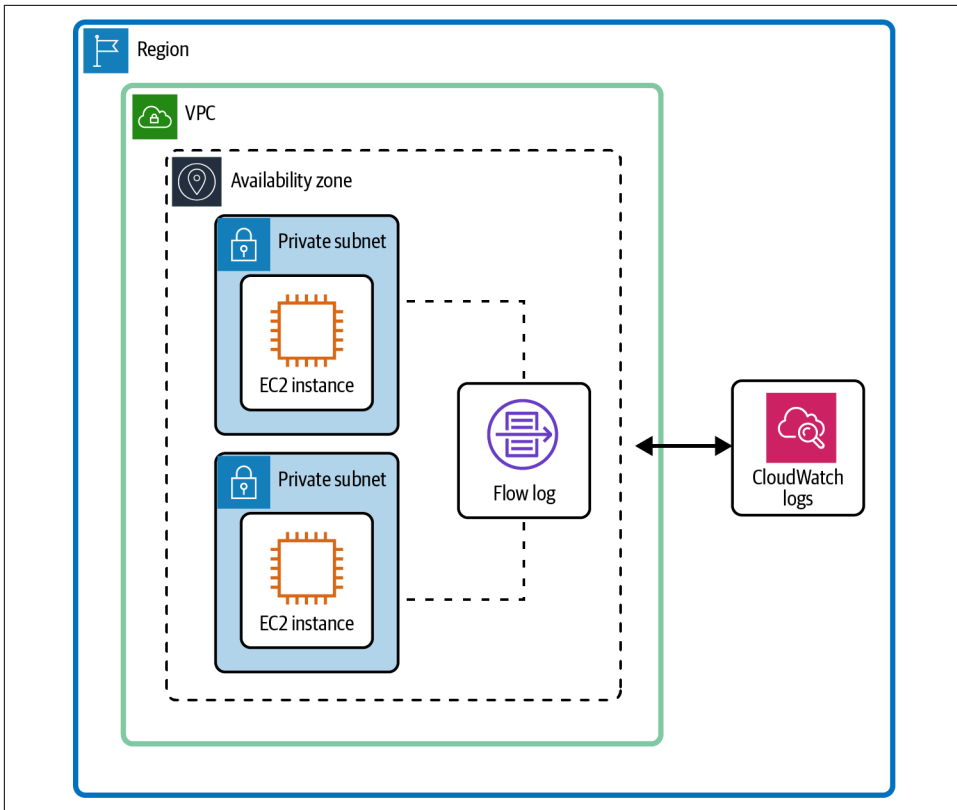 Region
VPC
Availability zone
Private subnet
EC2 instance
Flow log
CloudWatch
logs
Private subnet
EC2 instance